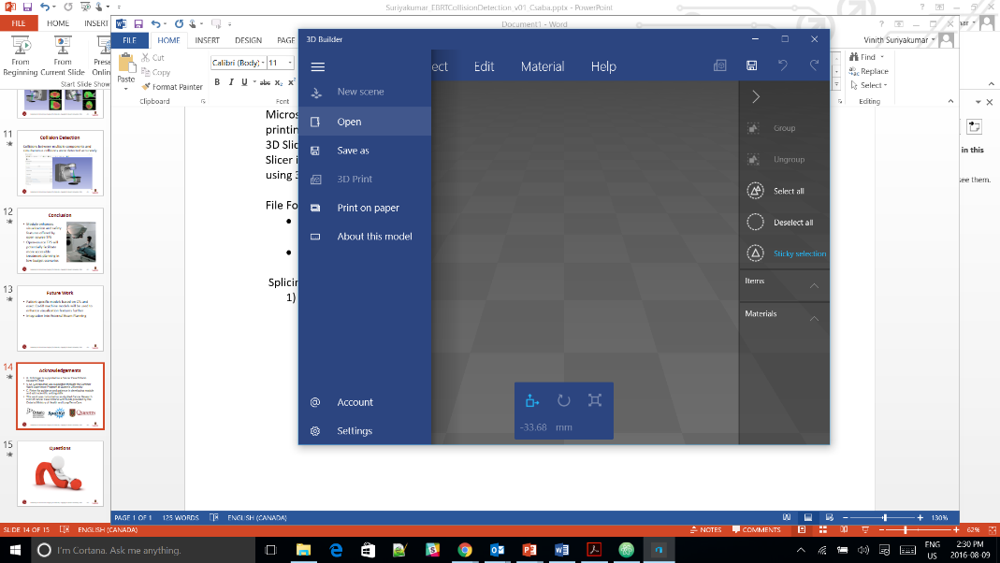 Suriyakumar_EBRTCollisionDetection_v01_Csaba.pptx - PowerPoint
FILE HOME INSERT
From Beginning
From Current Slide
Start Slide Show
11
Collision Detection
12
Conclusion
13
Future Work
14
Acknowledgements
15
Questions
Document1 - Word
FILE HOME INSERT DESIGN PAGE
Vinith Suriyakumar
Paste
Cut
Copy
Format Painter
Clipboard
Calibri (Body) 11
B I U abc x₂ x²
Font
Find
Replace
Select
Editing
Micros
printing
3D Slic
Slicer i
using 3
File Fo
Splicin
1)
in this
see them.
3D Builder
ect Edit Material Help
New scene
Open
Save as
3D Print
Print on paper
About this model
Account
Settings
Group
Ungroup
Select all
Deselect all
Sticky selection
Items
Materials
-33.68 mm
PAGE 1 OF 1 125 WORDS ENGLISH (CANADA)
130%
SLIDE 14 OF 15 ENGLISH (CANADA)
NOTES COMMENTS
62%
I'm Cortana. Ask me anything.
ENG
US
2:30 PM
2016-08-09